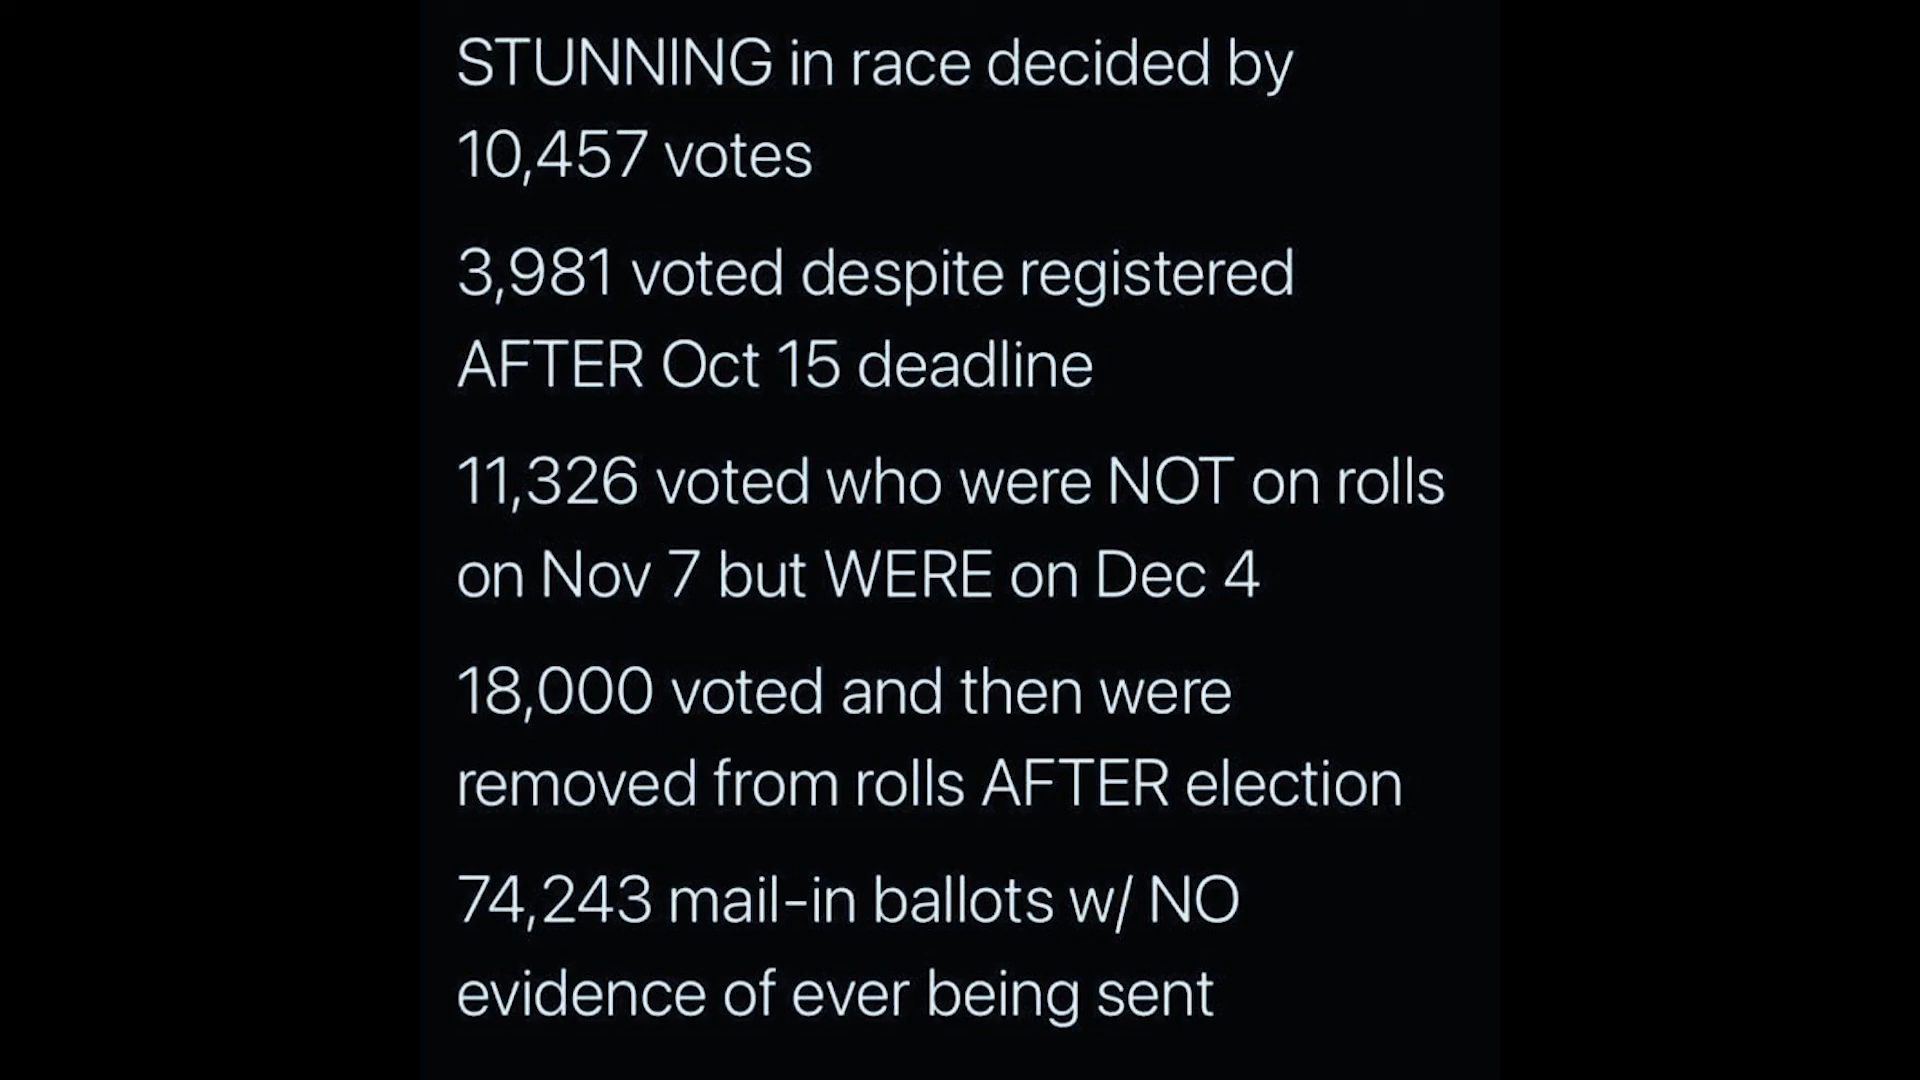 STUNNING in race decided by
10,457 votes
3,981 voted despite registered
AFTER Oct 15 deadline
11,326 voted who were NOT on rolls
on Nov 7 but WERE on Dec 4
18,000 voted and then were
removed from rolls AFTER election
74,243 mail-in ballots w/ NO
evidence of ever being sent